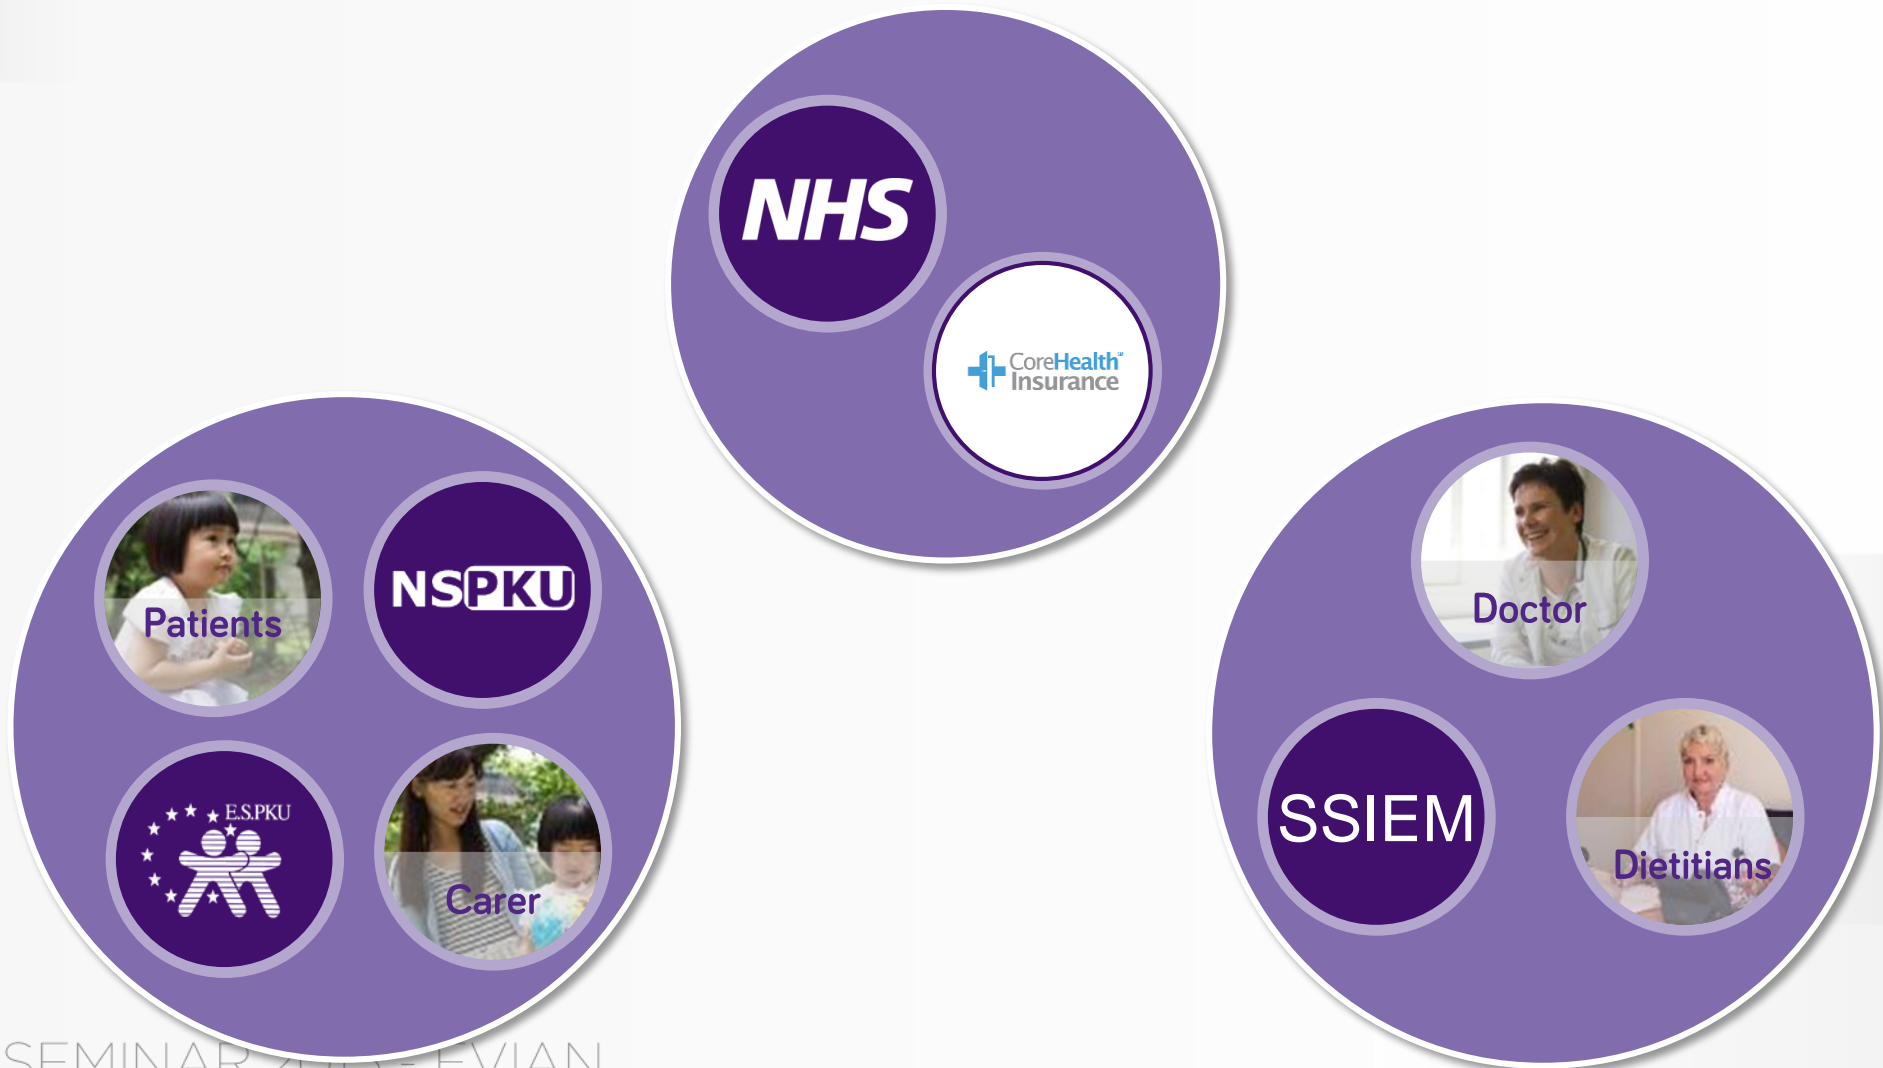 NHS
CoreHealth
Insurance
Patients
NSPKU
E.S.PKU
Carer
Doctor
SSIEM
Dietitians
SEMINAR - EVIAN